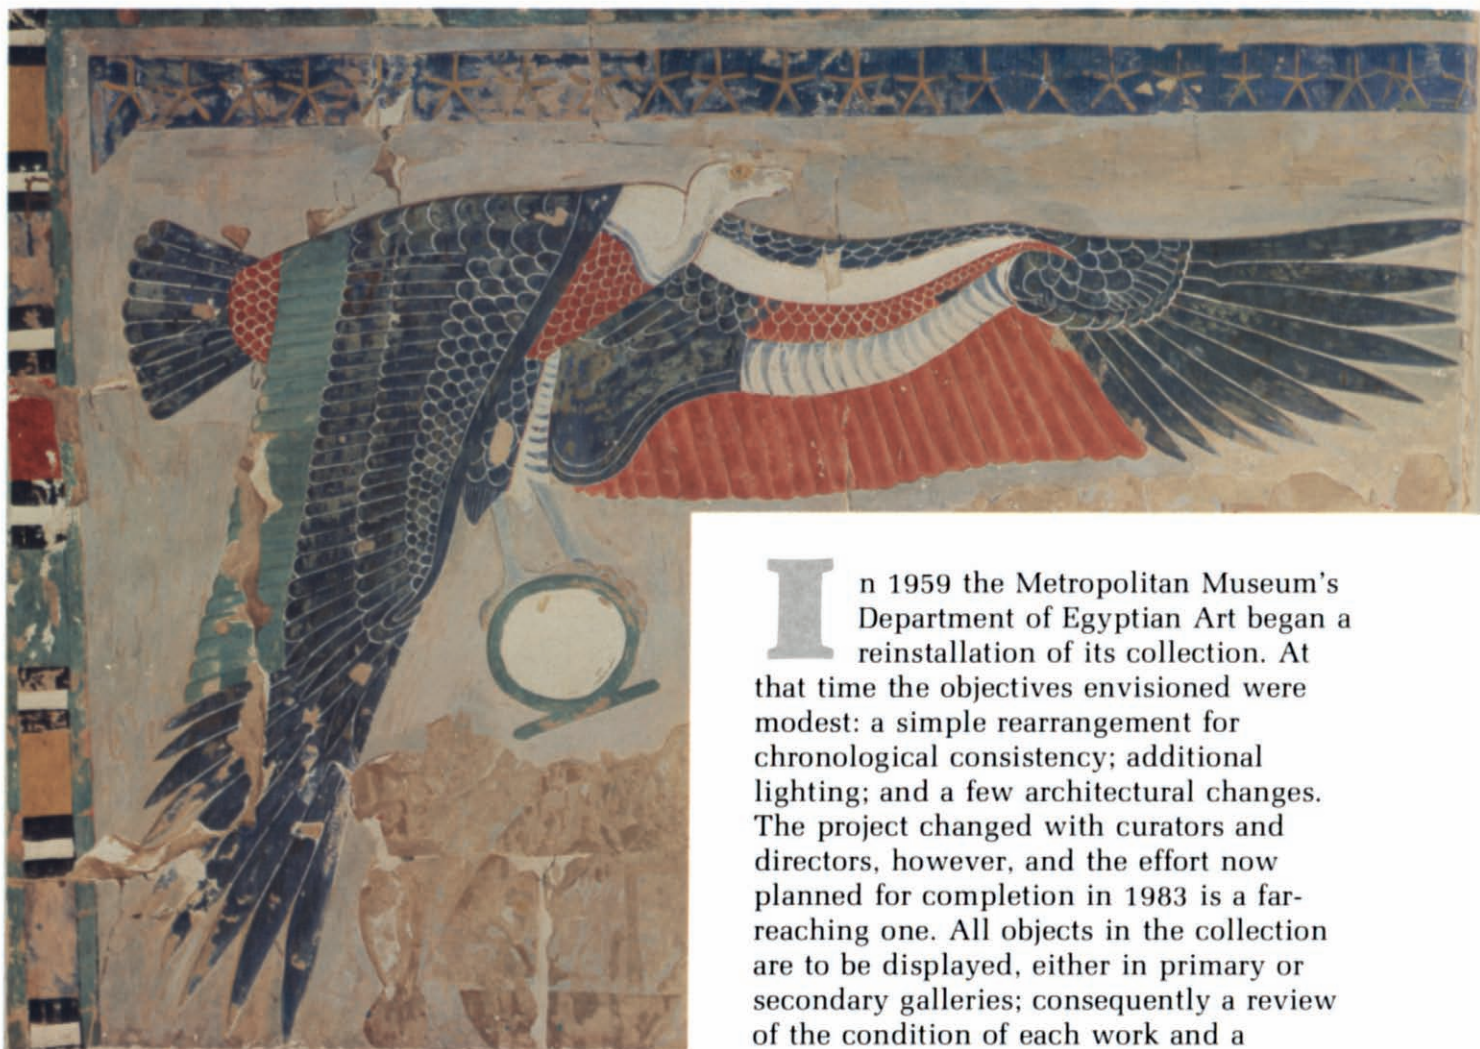 In 1959 the Metropolitan Museum's
Department of Egyptian Art began a
reinstallation of its collection. At
that time the objectives envisioned were
modest: a simple rearrangement for
chronological consistency; additional
lighting; and a few architectural changes.
The project changed with curators and
directors, however, and the effort now
planned for completion in 1983 is a far-
reaching one. All objects in the collection
are to be displayed, either in primary or
secondary galleries; consequently a review
of the condition of each work and a